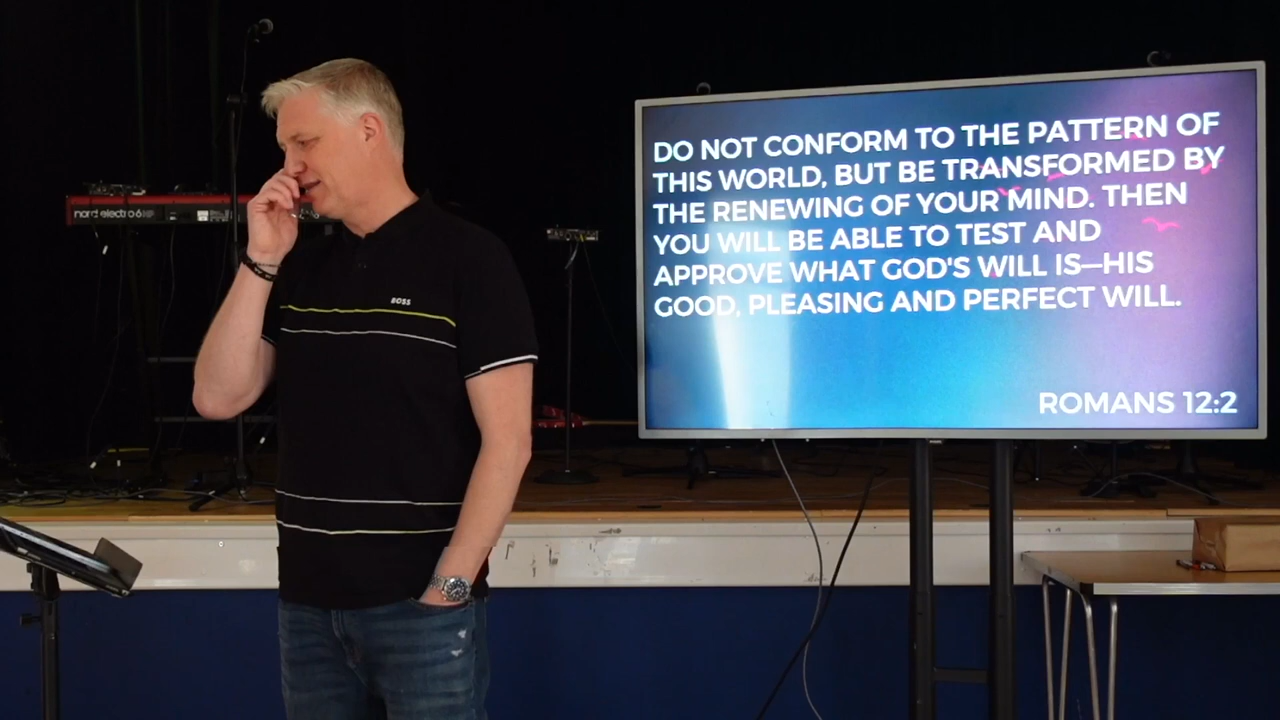 nord electro 6
BOSS
DO NOT CONFORM TO THE PATTERN OF
THIS WORLD, BUT BE TRANSFORMED BY
THE RENEWING OF YOUR MIND. THEN
YOU WILL BE ABLE TO TEST AND
APPROVE WHAT GOD'S WILL IS—HIS
GOOD, PLEASING AND PERFECT WILL.
ROMANS 12:2